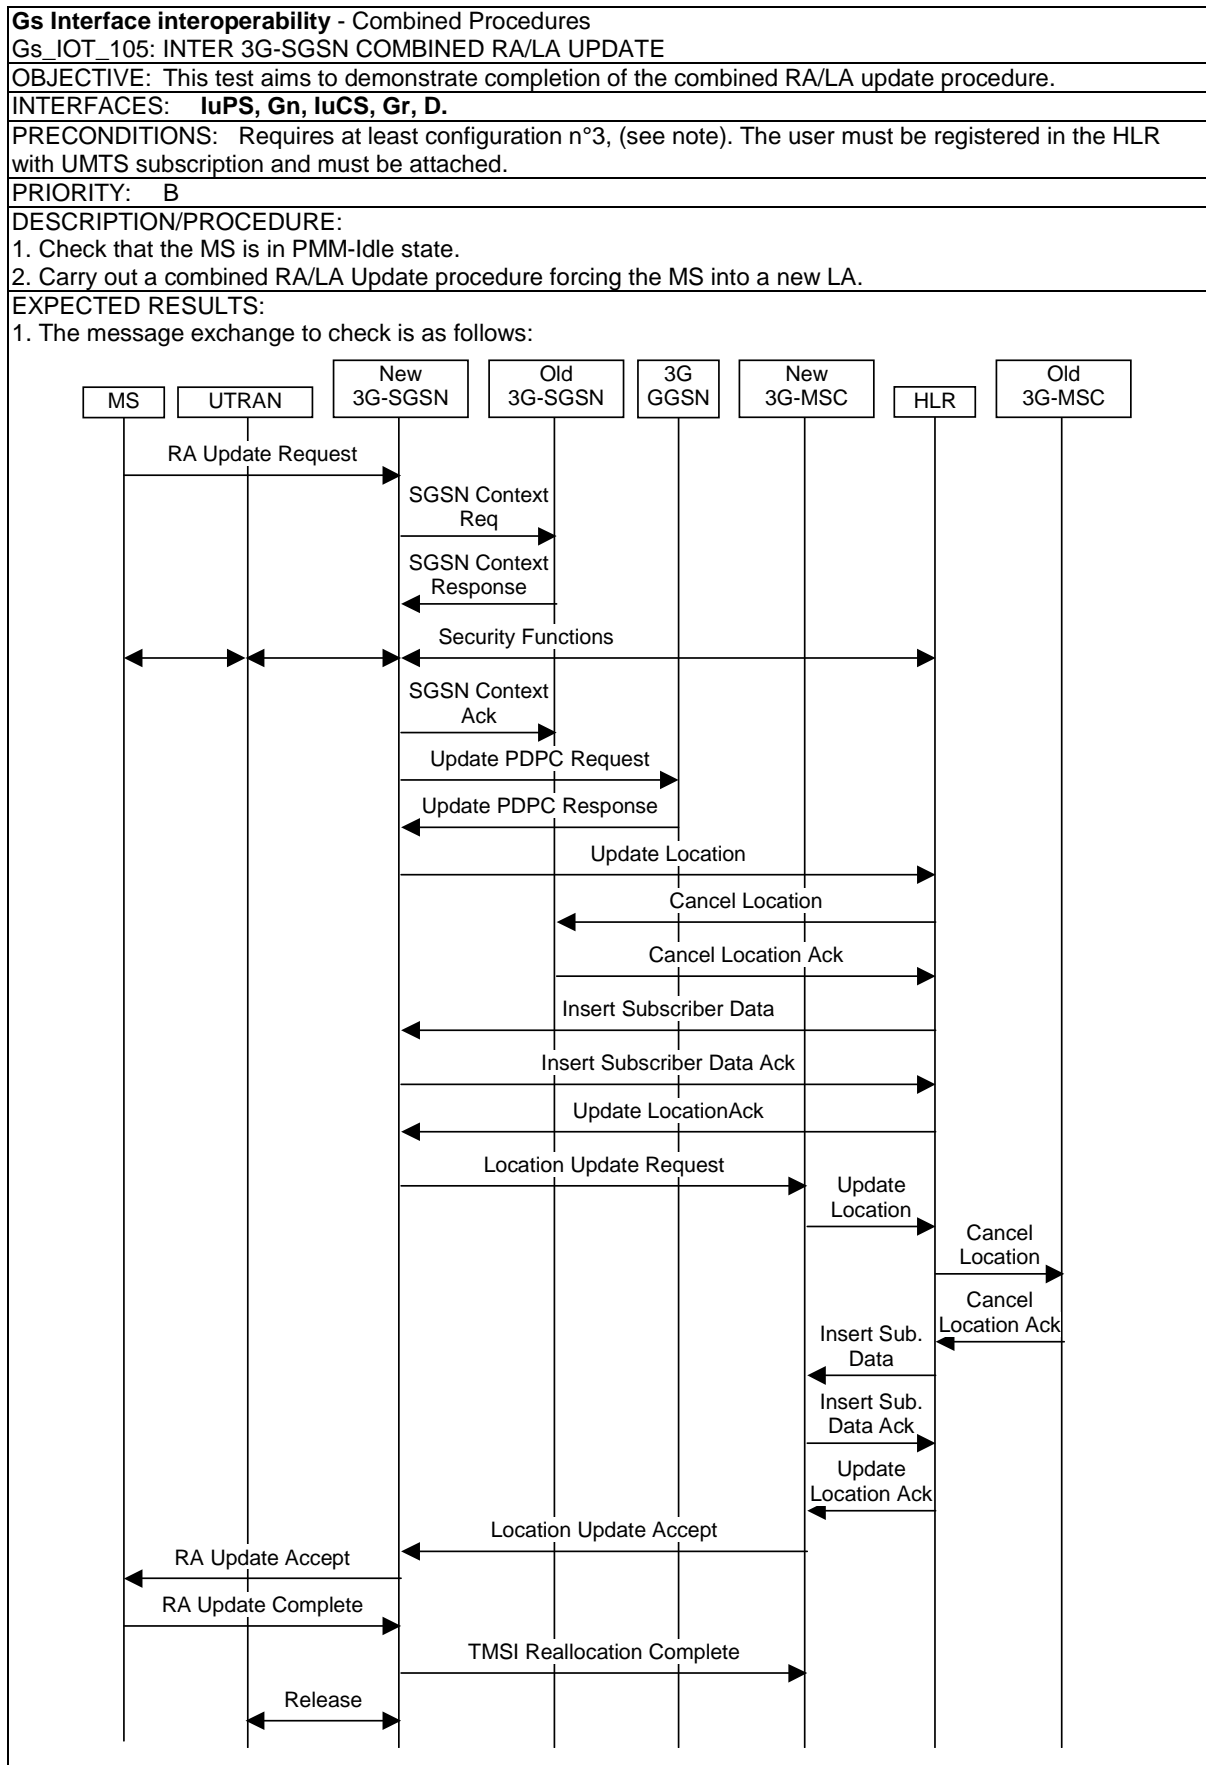 Gs Interface interoperability - Combined Procedures
Gs_IOT_105: INTER 3G-SGSN COMBINED RA/LA UPDATE
OBJECTIVE: This test aims to demonstrate completion of the combined RA/LA update procedure.
INTERFACES: IuPS, Gn, IuCS, Gr, D.
PRECONDITIONS: Requires at least configuration n°3, (see note). The user must be registered in the HLR
with UMTS subscription and must be attached.
PRIORITY: B
DESCRIPTION/PROCEDURE:
1. Check that the MS is in PMM-Idle state.
2. Carry out a combined RA/LA Update procedure forcing the MS into a new LA.
EXPECTED RESULTS:
1. The message exchange to check is as follows:
MS
UTRAN
New
3G-SGSN
Old
3G-SGSN
3G
GGSN
New
3G-MSC
HLR
Old
3G-MSC
RA Update Request
SGSN Context
Req
SGSN Context
Response
Security Functions
SGSN Context
Ack
Update PDPC Request
Update PDPC Response
Update Location
Cancel Location
Cancel Location Ack
Insert Subscriber Data
Insert Subscriber Data Ack
Update LocationAck
Location Update Request
Update
Location
Cancel
Location
Cancel
Location Ack
Insert Sub.
Data
Insert Sub.
Data Ack
Update
Location Ack
Location Update Accept
RA Update Accept
RA Update Complete
TMSI Reallocation Complete
Release